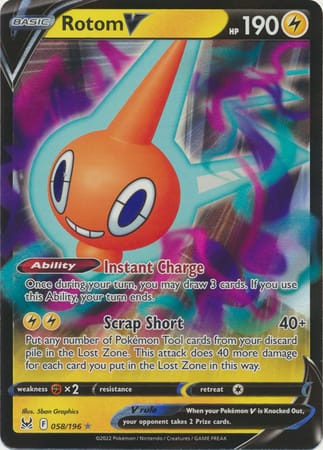 BASIC Rotom V HP 190
Ability Instant Charge
Once during your turn, you may draw 3 cards. If you use
this Ability, your turn ends.
Scrap Short 40+
Put any number of Pokémon Tool cards from your discard
pile in the Lost Zone. This attack does 40 more damage
for each card you put in the Lost Zone in this way.
weakness ×2 resistance retreat
Illus. 5ban Graphics
V rule When your Pokémon V is Knocked Out,
your opponent takes 2 Prize cards.
F 058/196
©2022 Pokémon / Nintendo / Creatures / GAME FREAK